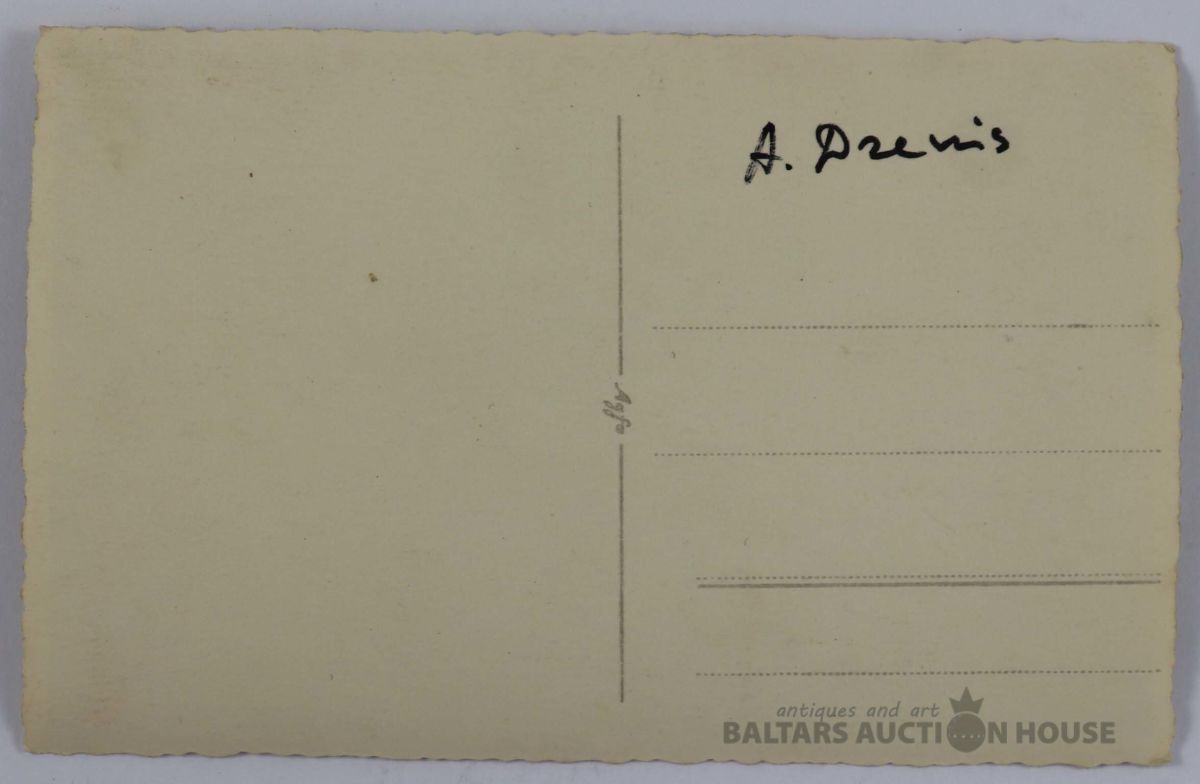 A. Dzenis
Agfa
antiques and art
BALTARS AUCTION HOUSE